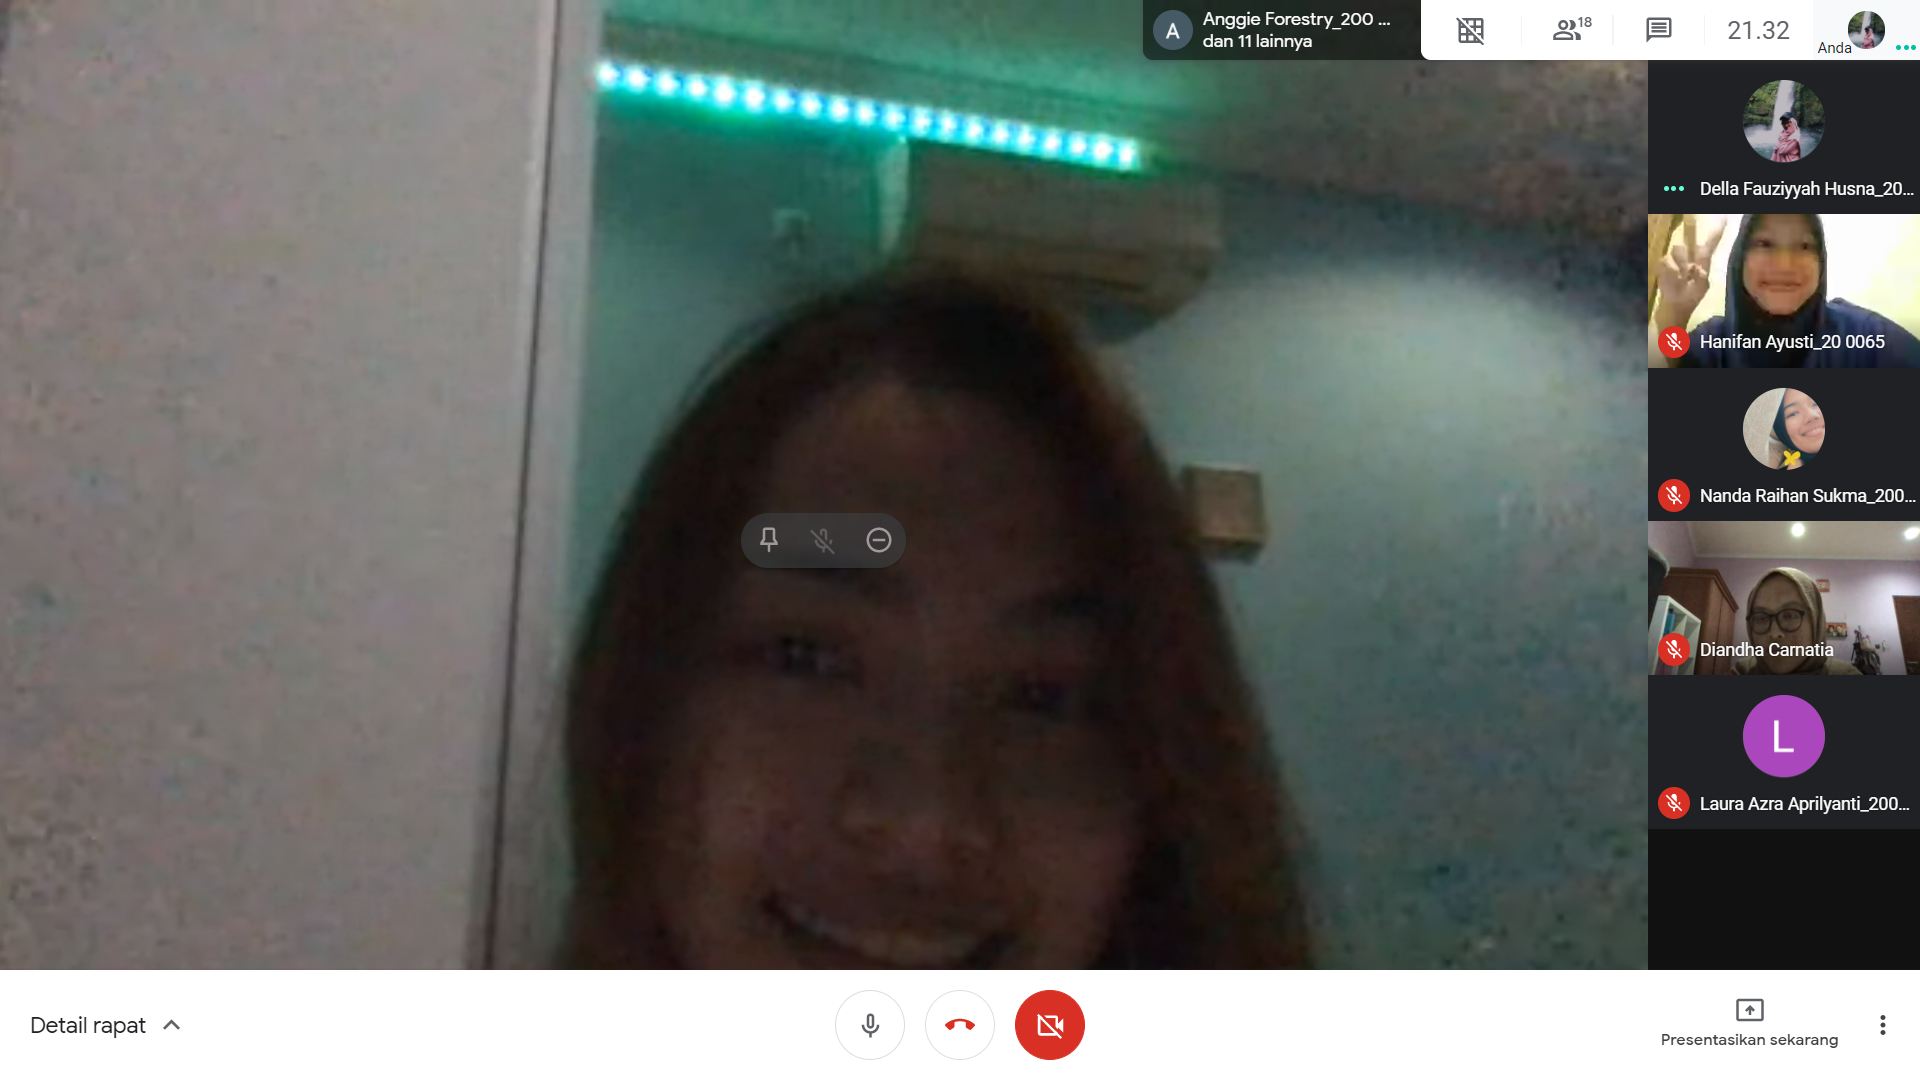 A
Anggie Forestry_200 ...
dan 11 lainnya
18
21.32
Anda
Della Fauziyyah Husna_20...
Hanifan Ayusti_20 0065
Nanda Raihan Sukma_200...
Diandha Carnatia
L
Laura Azra Aprilyanti_200...
Detail rapat
Presentasikan sekarang